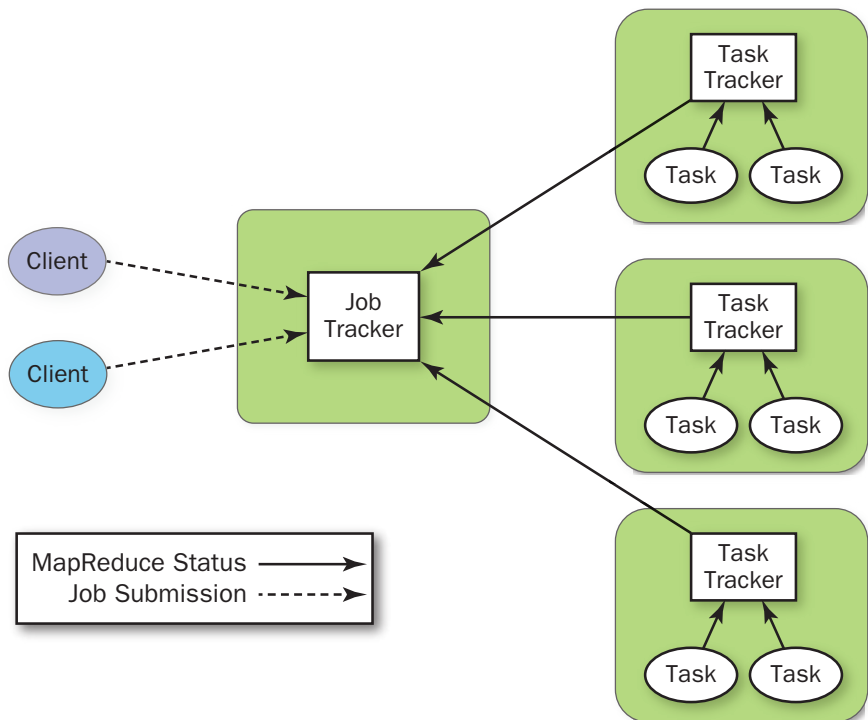 Client
Client
Job
Tracker
Task
Tracker
Task
Task
Task
Tracker
Task
Task
Task
Tracker
Task
Task
MapReduce Status
Job Submission